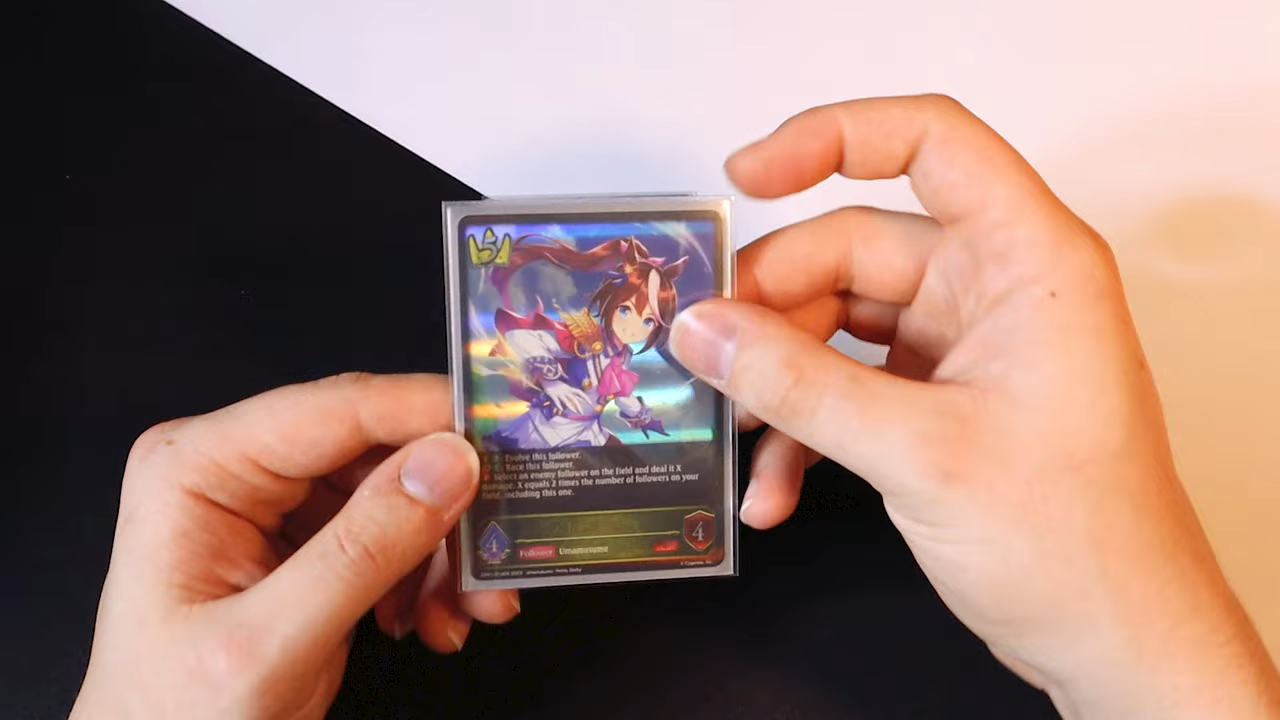 5
Evolve this follower.
Race this follower.
Select an enemy follower on the field and deal it X
damage. X equals 2 times the number of followers on your
field, including this one.
4
4
Follower Umamusume